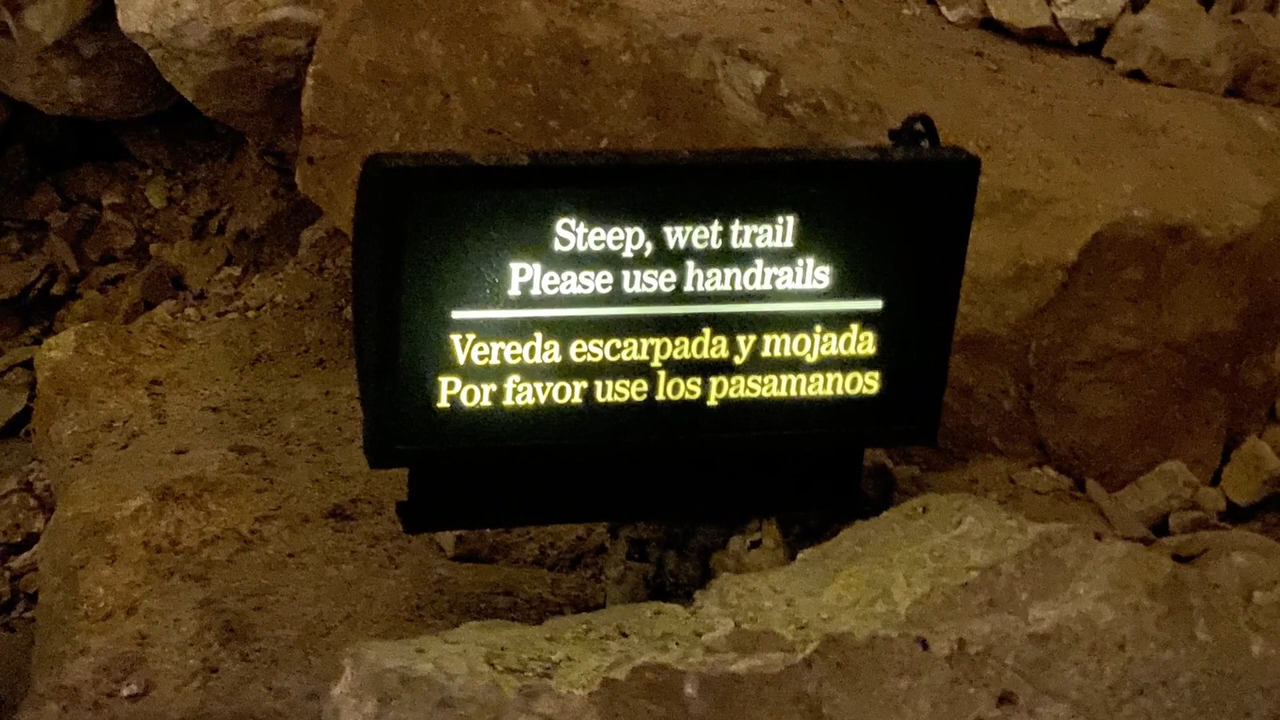 Steep, wet trail
Please use handrails
Vereda escarpada y mojada
Por favor use los pasamanos